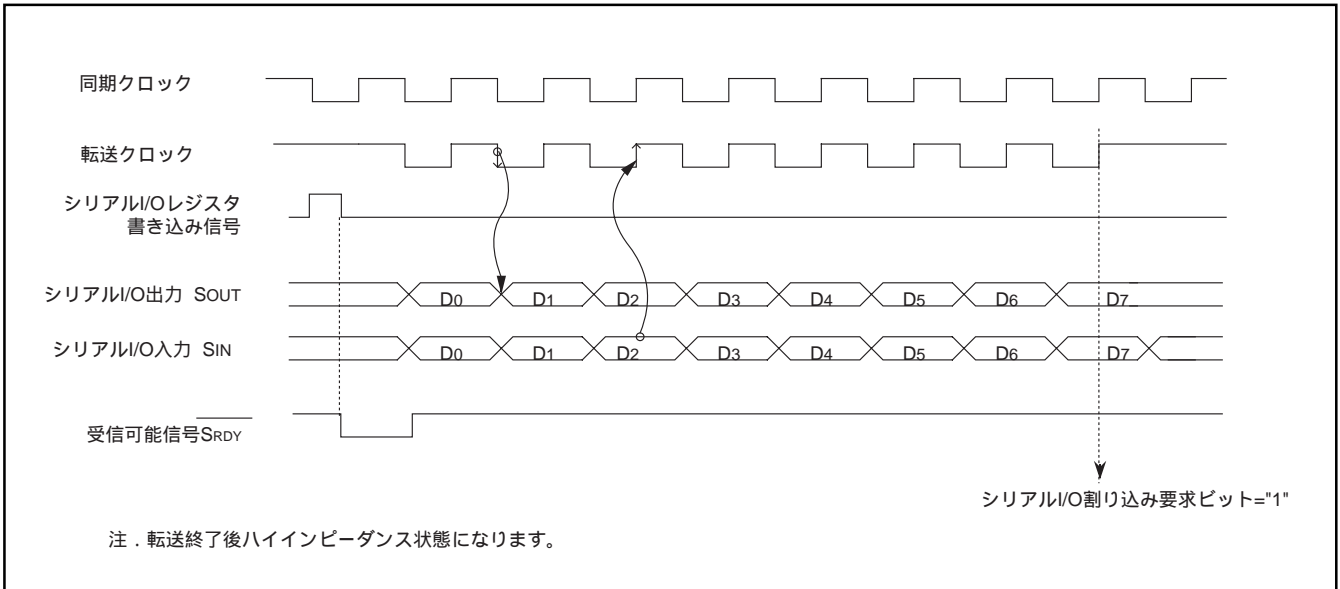 同期クロック
転送クロック
シリアルI/Oレジスタ
書き込み信号
シリアルI/O出力 SOUT
D0 D1 D2 D3 D4 D5 D6 D7
シリアルI/O入力 SIN
D0 D1 D2 D3 D4 D5 D6 D7
受信可能信号SRDY
シリアルI/O割り込み要求ビット="1"
注．転送終了後ハイインピーダンス状態になります。